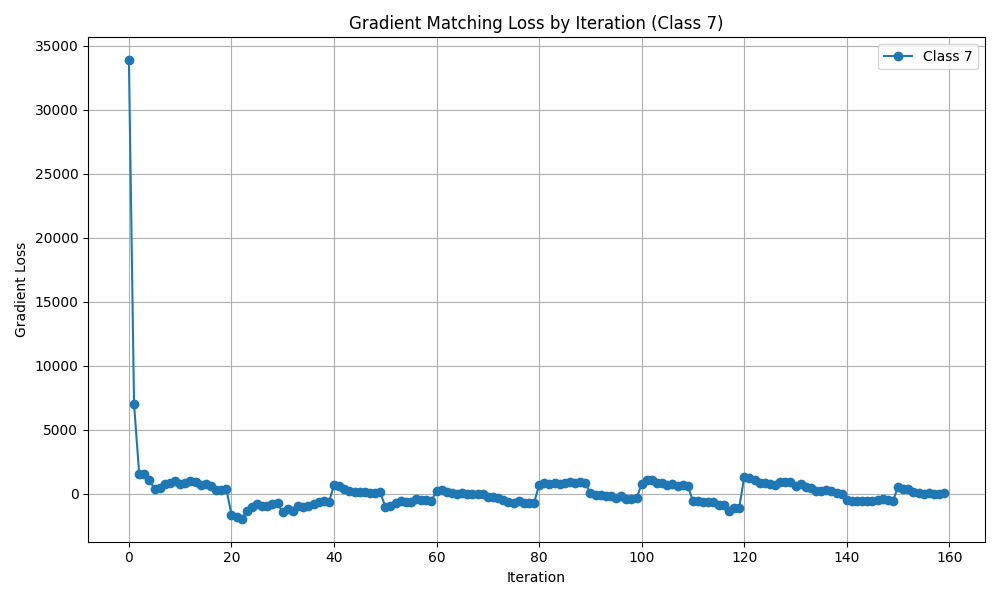 Gradient Matching Loss by Iteration (Class 7)
Class 7
Gradient Loss
35000
30000
25000
20000
15000
10000
5000
0
0 20 40 60 80 100 120 140 160
Iteration